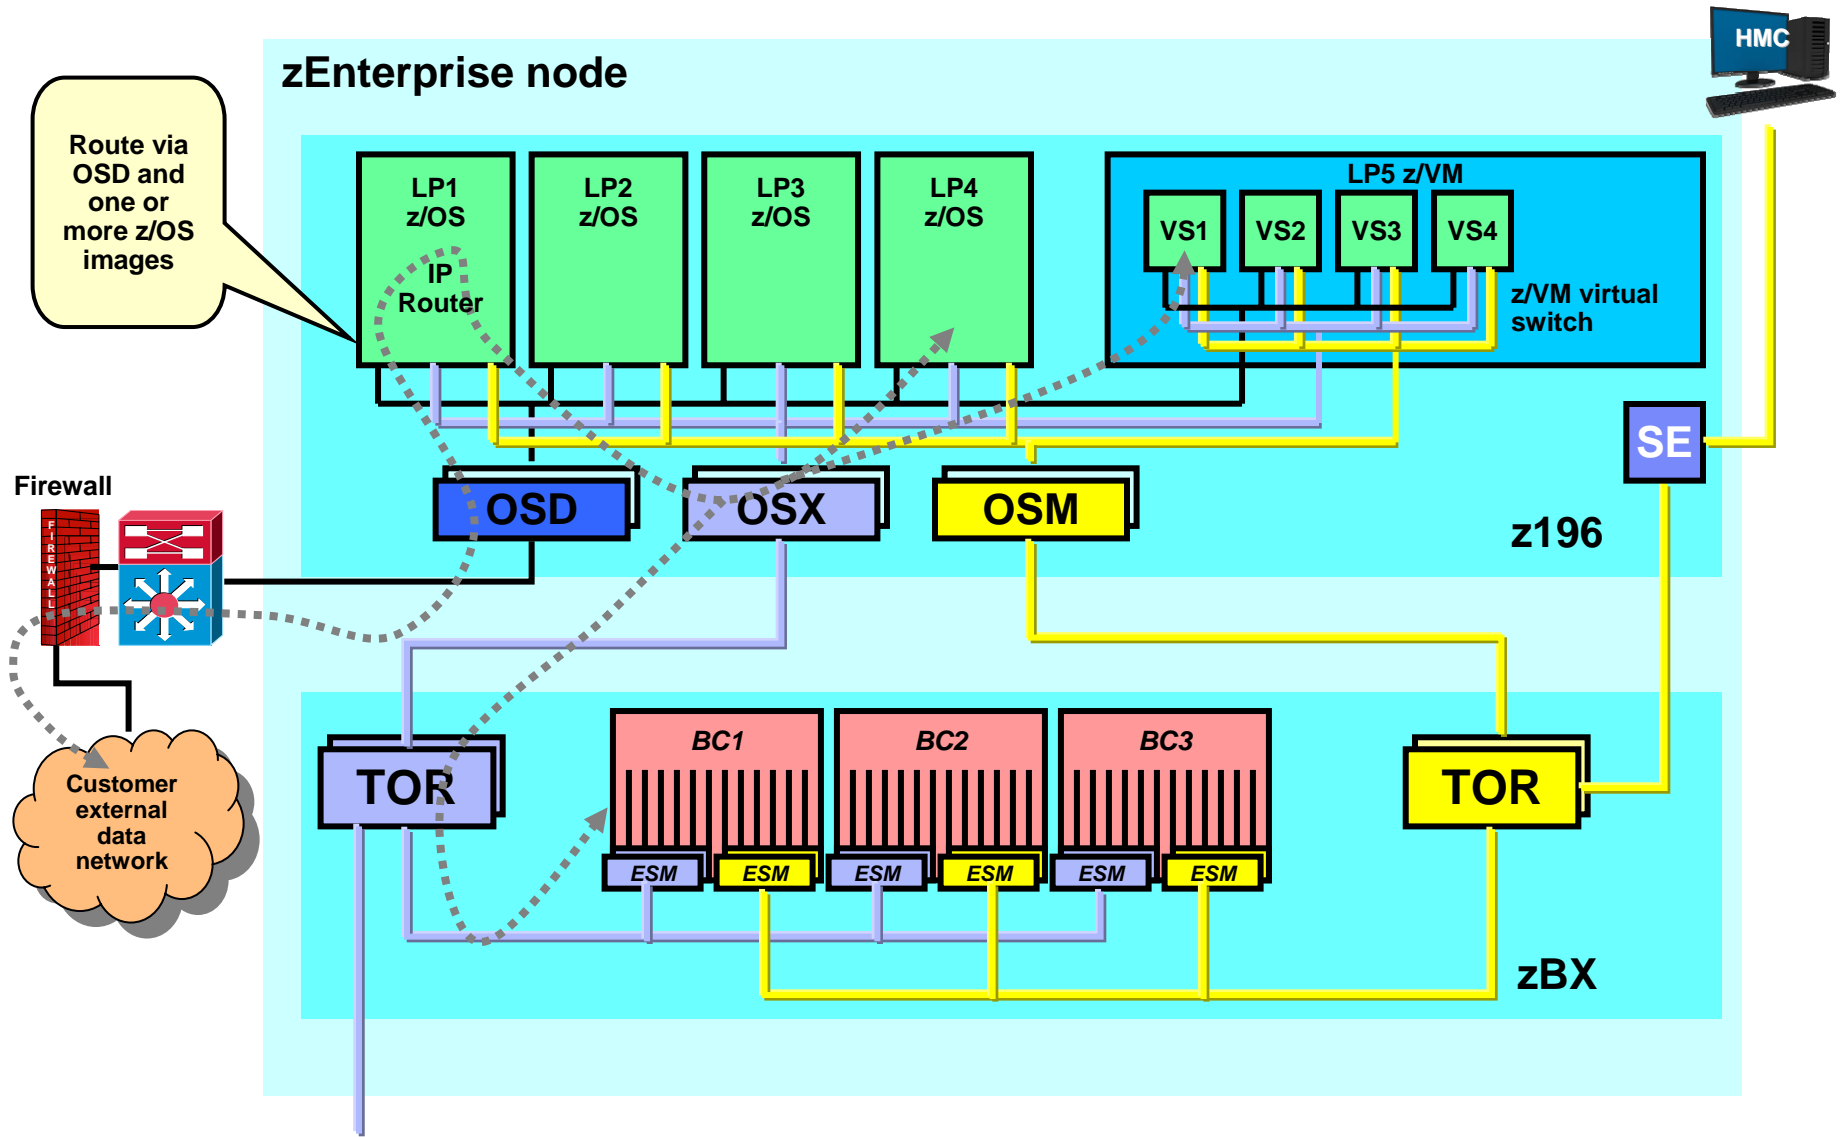 HMC
zEnterprise node
Route via
OSD and
one or
more z/OS
images
LP1
z/OS
IP
Router
LP2
z/OS
LP3
z/OS
LP4
z/OS
LP5 z/VM
VS1
VS2
VS3
VS4
z/VM virtual
switch
SE
OSD
OSX
OSM
z196
Firewall
FIREWALL
Customer
external
data
network
TOR
BC1
BC2
BC3
TOR
ESM
ESM
ESM
ESM
ESM
ESM
zBX